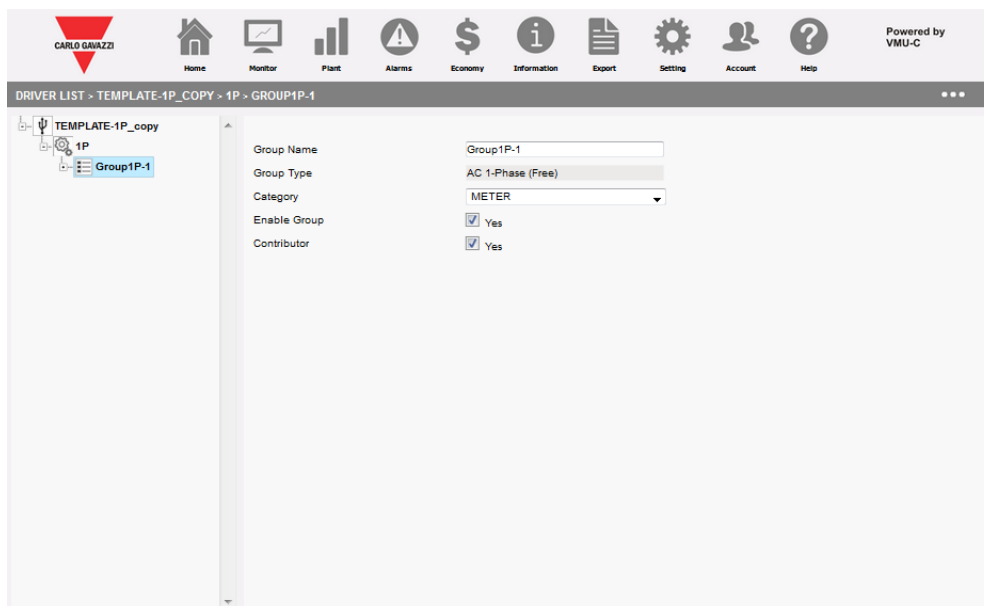 CARLO GAVAZZI
Home
Monitor
Plant
Alarms
Economy
Information
Export
Setting
Account
Help
Powered by
VMU-C
DRIVER LIST > TEMPLATE-1P_COPY > 1P > GROUP1P-1
TEMPLATE-1P_copy
1P
Group1P-1
Group Name Group1P-1
Group Type AC 1-Phase (Free)
Category METER
Enable Group Yes
Contributor Yes